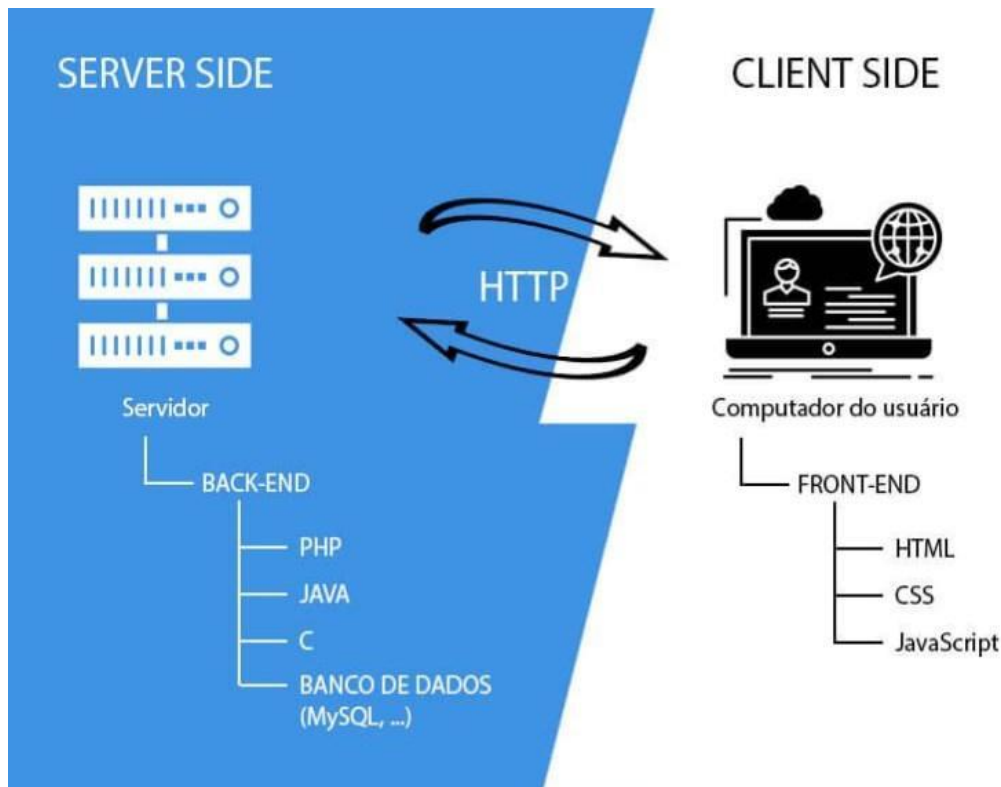 SERVER SIDE
CLIENT SIDE
HTTP
Servidor
BACK-END
PHP
JAVA
C
BANCO DE DADOS
(MySQL, ...)
Computador do usuário
FRONT-END
HTML
CSS
JavaScript